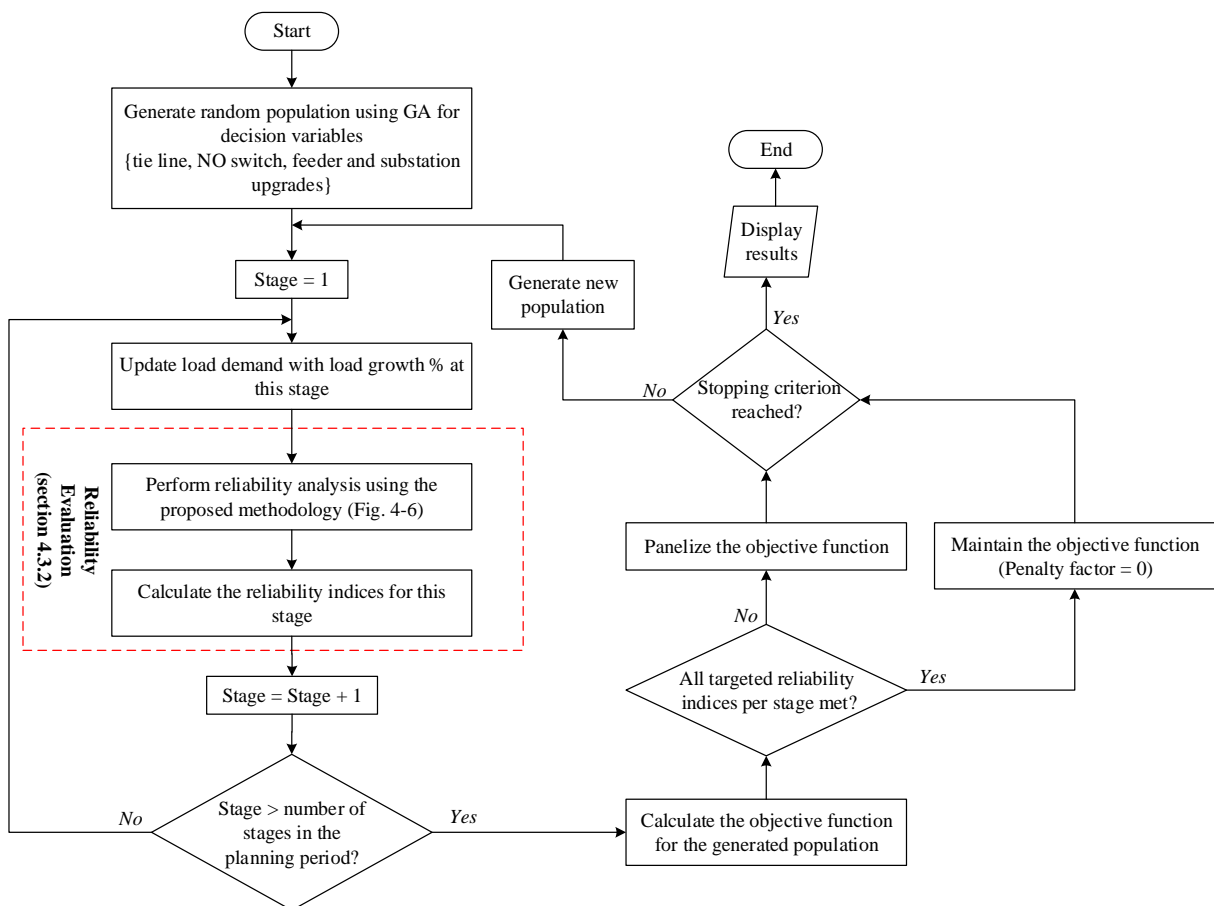 Start
Generate random population using GA for
decision variables
{tie line, NO switch, feeder and substation
upgrades}
Stage = 1
Update load demand with load growth % at
this stage
Reliability
Evaluation
(section 4.3.2)
Perform reliability analysis using the
proposed methodology (Fig. 4-6)
Calculate the reliability indices for this
stage
Stage = Stage + 1
Stage > number of
stages in the
planning period?
No
Yes
Calculate the objective function
for the generated population
All targeted reliability
indices per stage met?
No
Yes
Panelize the objective function
Maintain the objective function
(Penalty factor = 0)
Stopping criterion
reached?
No
Yes
Generate new
population
Display
results
End